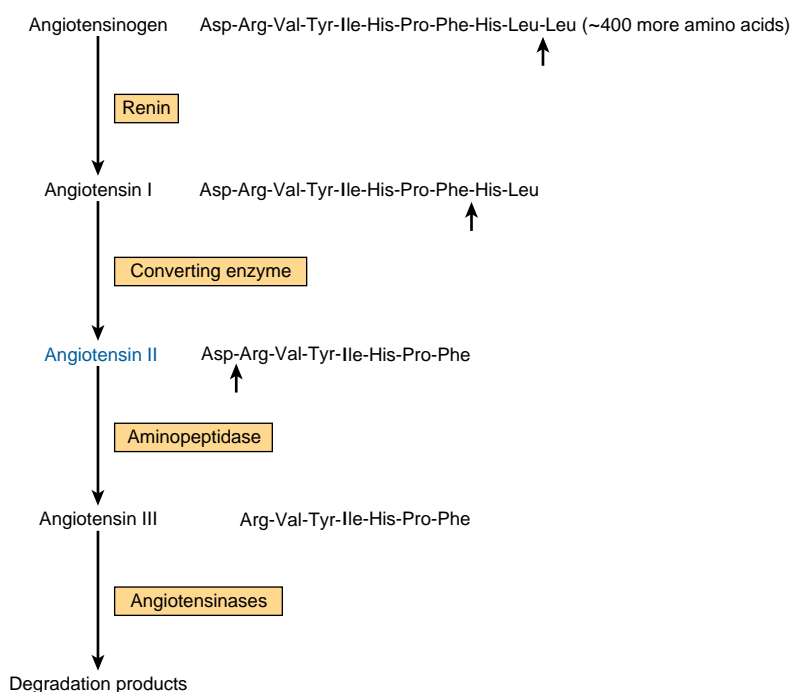 Angiotensinogen Asp-Arg-Val-Tyr-Ile-His-Pro-Phe-His-Leu-Leu (~400 more amino acids)
Renin
Angiotensin I Asp-Arg-Val-Tyr-Ile-His-Pro-Phe-His-Leu
Converting enzyme
Angiotensin II Asp-Arg-Val-Tyr-Ile-His-Pro-Phe
Aminopeptidase
Angiotensin III Arg-Val-Tyr-Ile-His-Pro-Phe
Angiotensinases
Degradation products